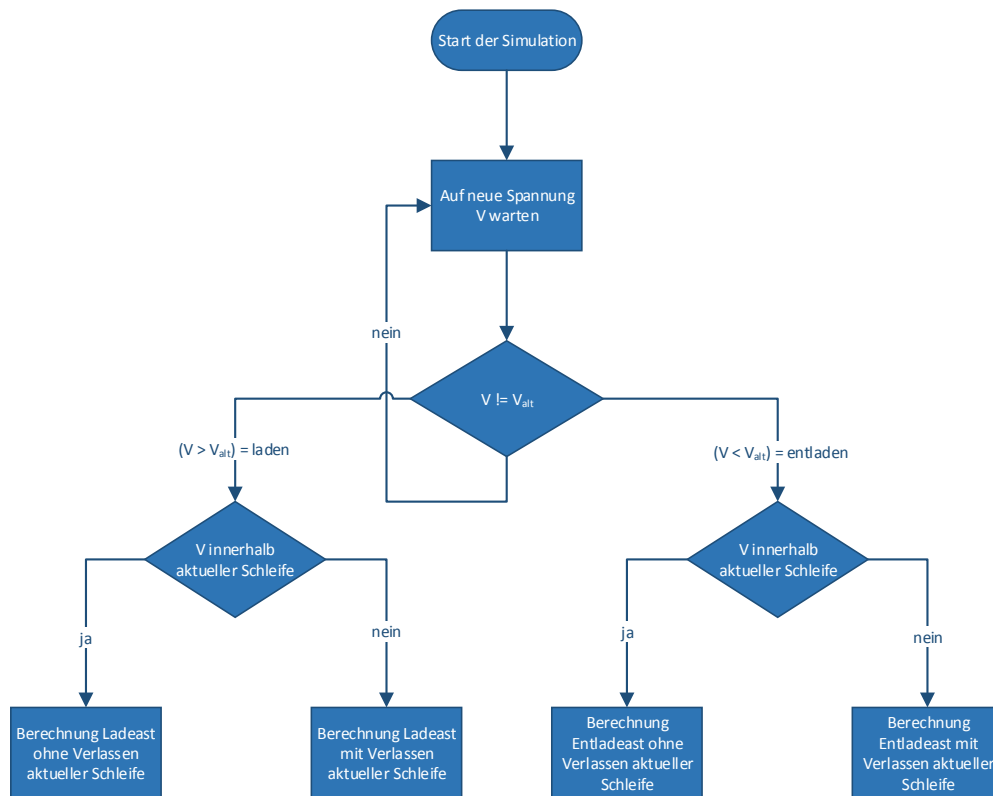 Start der Simulation
Auf neue Spannung
V warten
nein
V != Valt
(V > Valt) = laden
(V < Valt) = entladen
V innerhalb
aktueller Schleife
V innerhalb
aktueller Schleife
ja
nein
ja
nein
Berechnung Ladeast
ohne Verlassen
aktueller Schleife
Berechnung Ladeast
mit Verlassen
aktueller Schleife
Berechnung
Entladeast ohne
Verlassen aktueller
Schleife
Berechnung
Entladeast mit
Verlassen aktueller
Schleife